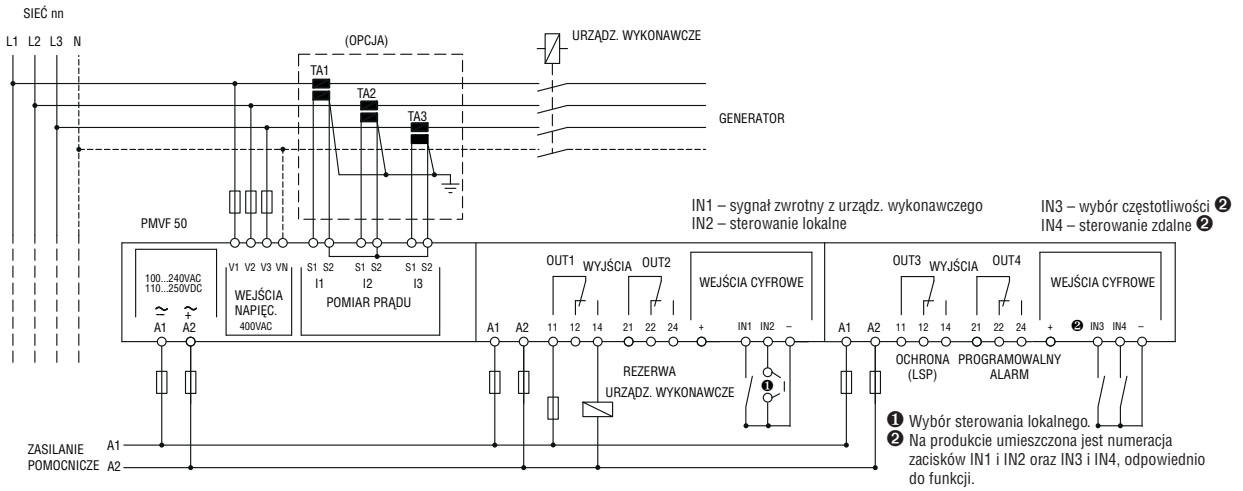 SIEĆ nn
L1 L2 L3 N
(OPCJA)
URZĄDZ. WYKONAWCZE
TA1
TA2
TA3
GENERATOR
IN1 – sygnał zwrotny z urządz. wykonawczego
IN2 – sterowanie lokalne
IN3 – wybór częstotliwości ❷
IN4 – sterowanie zdalne ❷
PMVF 50
100...240VAC
110...250VDC
A1 A2
V1 V2 V3 VN
WEJŚCIA
NAPIĘC.
400VAC
S1 S2 S1 S2 S1 S2
I1 I2 I3
POMIAR PRĄDU
OUT1 WYJŚCIA OUT2
WEJŚCIA CYFROWE
A1 A2 11 12 14 21 22 24 + IN1 IN2 –
OUT3 WYJŚCIA OUT4
WEJŚCIA CYFROWE
A1 A2 11 12 14 21 22 24 + ❷ IN3 IN4 –
REZERWA
URZĄDZ. WYKONAWCZE
❶
OCHRONA
(LSP)
PROGRAMOWALNY
ALARM
❶ Wybór sterowania lokalnego.
❷ Na produkcie umieszczona jest numeracja
zacisków IN1 i IN2 oraz IN3 i IN4, odpowiednio
do funkcji.
ZASILANIE A1
POMOCNICZE A2